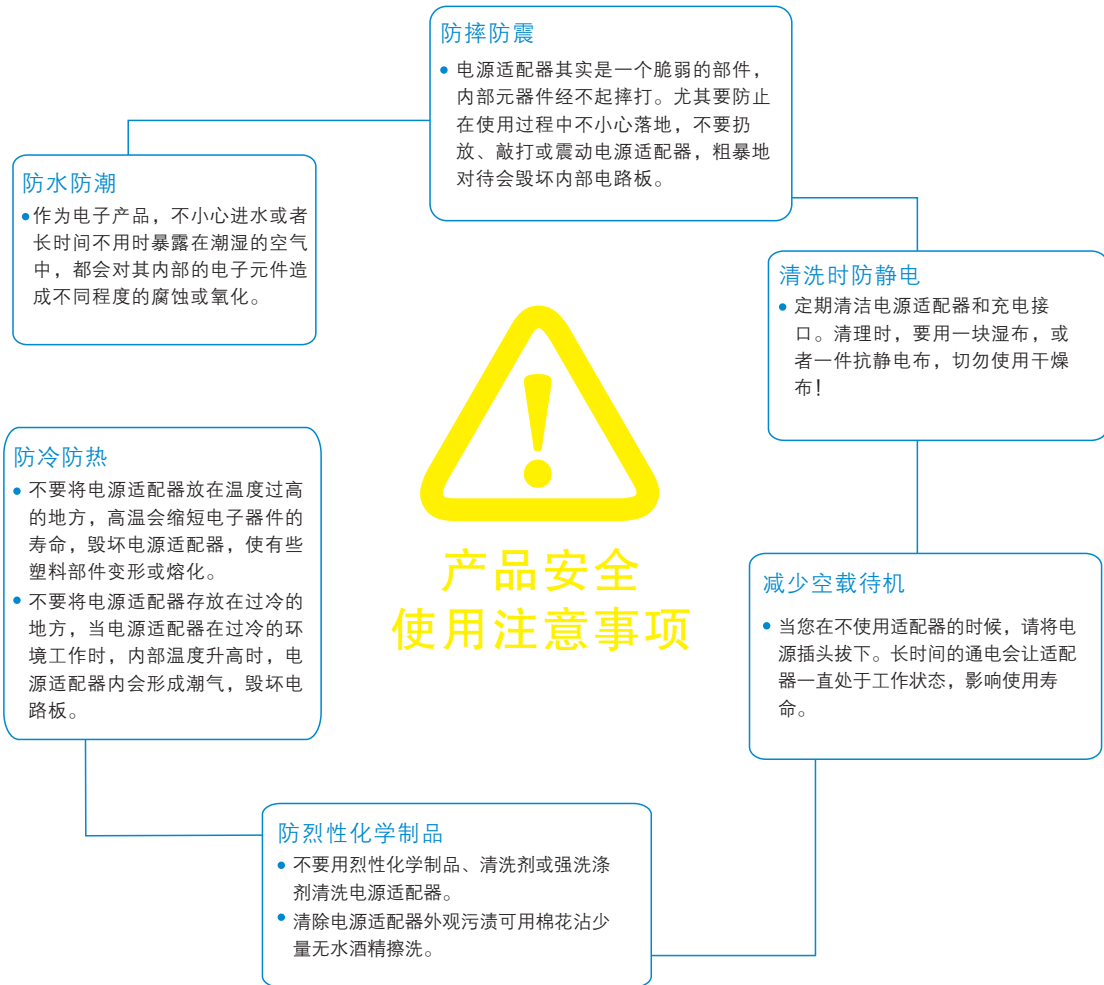 防摔防震
电源适配器其实是一个脆弱的部件，
内部元器件经不起摔打。尤其要防止
在使用过程中不小心落地，不要扔
放、敲打或震动电源适配器，粗暴地
对待会毁坏内部电路板。
防水防潮
作为电子产品，不小心进水或者
长时间不用时暴露在潮湿的空气
中，都会对其内部的电子元件造
成不同程度的腐蚀或氧化。
清洗时防静电
定期清洁电源适配器和充电接
口。清理时，要用一块湿布，或
者一件抗静电布，切勿使用干燥
布！
防冷防热
不要将电源适配器放在温度过高
的地方，高温会缩短电子器件的
寿命，毁坏电源适配器，使有些
塑料部件变形或熔化。
不要将电源适配器存放在过冷的
地方，当电源适配器在过冷的环
境工作时，内部温度升高时，电
源适配器内会形成潮气，毁坏电
路板。
产品安全
使用注意事项
减少空载待机
当您在不使用适配器的时候，请将电
源插头拔下。长时间的通电会让适配
器一直处于工作状态，影响使用寿
命。
防烈性化学制品
不要用烈性化学制品、清洗剂或强洗涤
剂清洗电源适配器。
清除电源适配器外观污渍可用棉花沾少
量无水酒精擦洗。